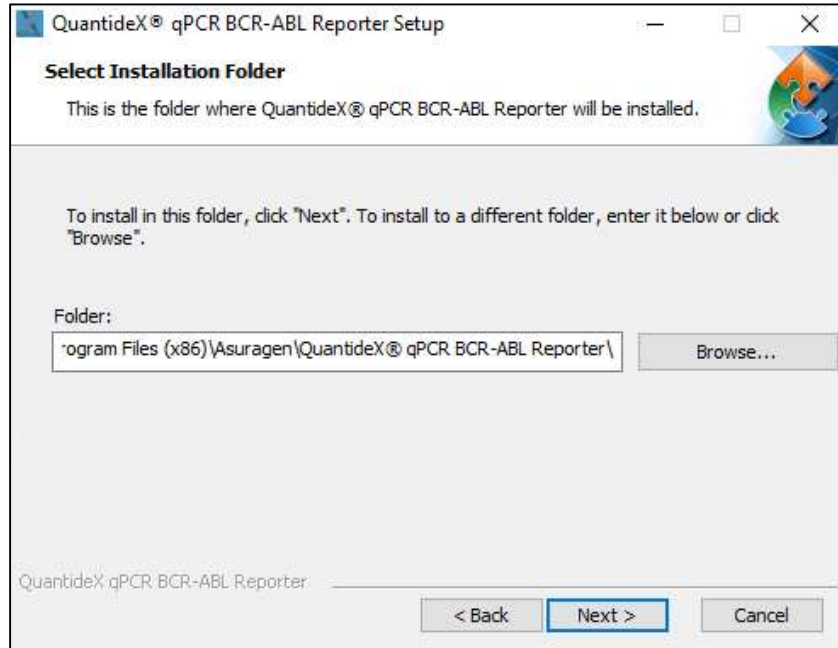 QuantideX® qPCR BCR-ABL Reporter Setup
Select Installation Folder
This is the folder where QuantideX® qPCR BCR-ABL Reporter will be installed.
To install in this folder, click "Next". To install to a different folder, enter it below or click
"Browse".
Folder:
rogram Files (x86)\Asuragen\QuantideX® qPCR BCR-ABL Reporter\
Browse...
QuantideX qPCR BCR-ABL Reporter
< Back
Next >
Cancel